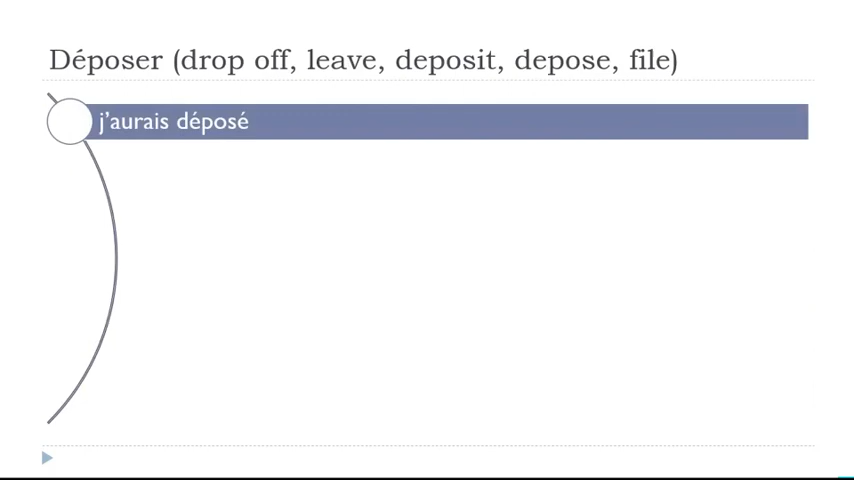 Déposer (drop off, leave, deposit, depose, file)
j’aurais déposé